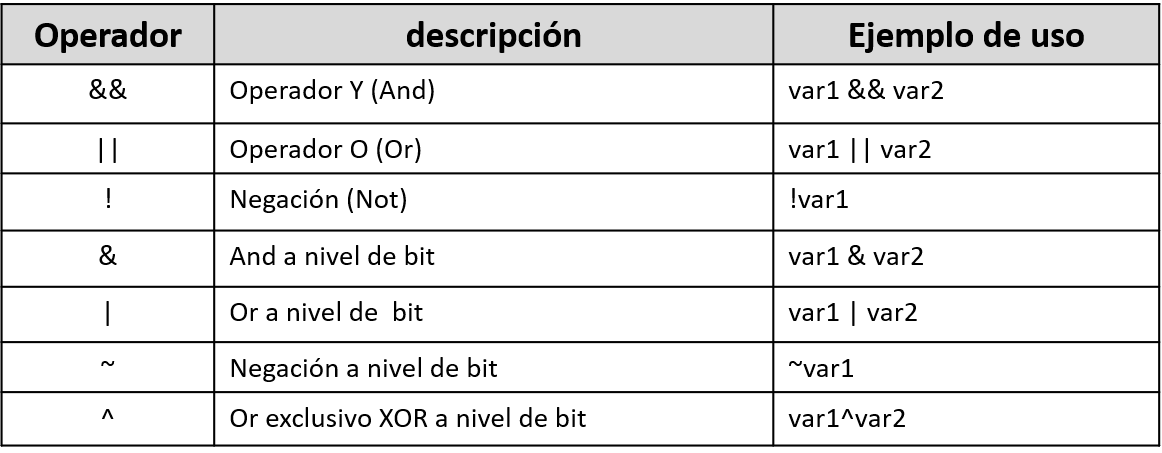 Operador descripción Ejemplo de uso
&& Operador Y (And) var1 && var2
|| Operador O (Or) var1 || var2
! Negación (Not) !var1
& And a nivel de bit var1 & var2
| Or a nivel de  bit var1 | var2
~ Negación a nivel de bit ~var1
^ Or exclusivo XOR a nivel de bit var1^var2